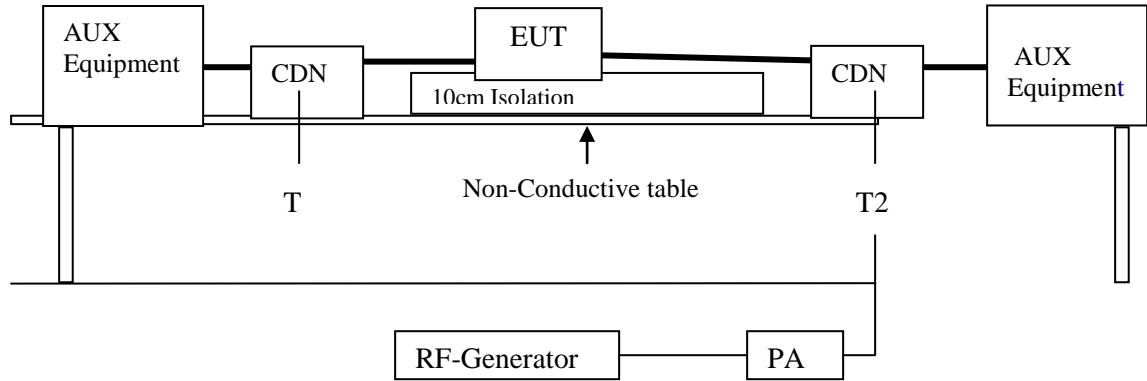 AUX
Equipment
CDN
EUT
10cm Isolation
CDN
AUX
Equipment
Non-Conductive table
T
T2
RF-Generator
PA